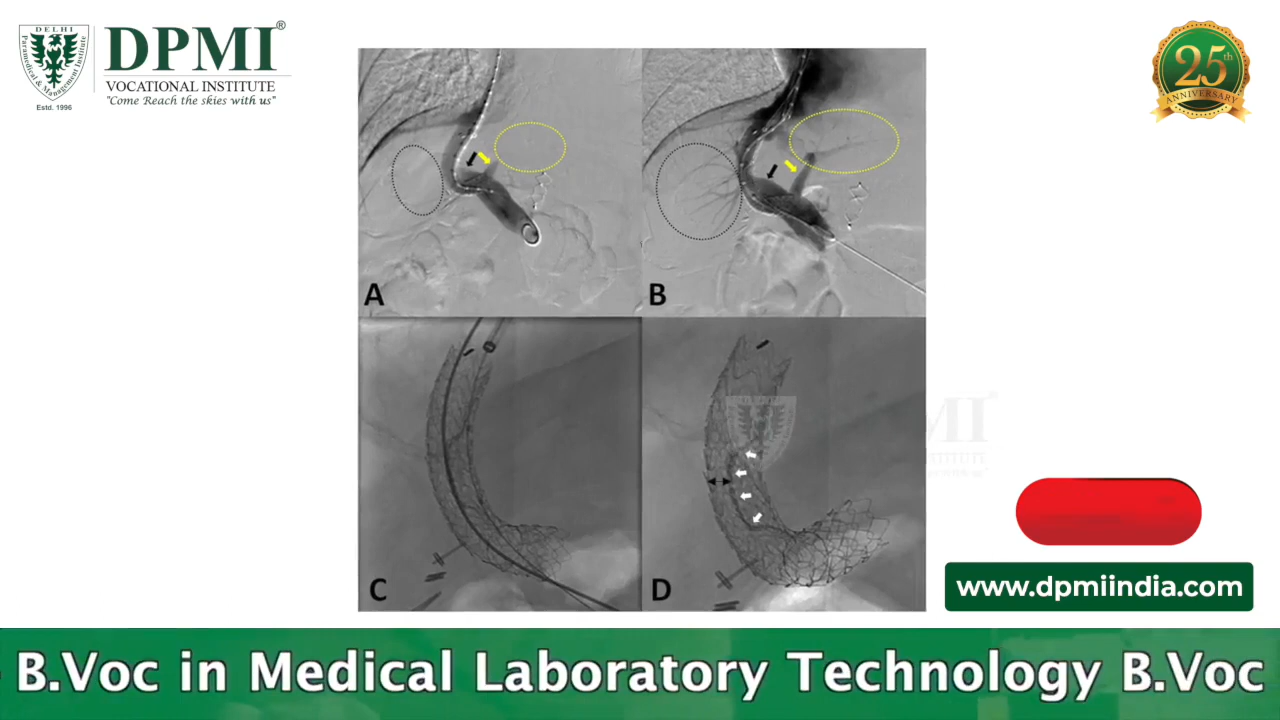 DELHI
Paramedical & Management Institute
Estd. 1996
DPMI®
VOCATIONAL INSTITUTE
"Come Reach the skies with us"
25th
ANNIVERSARY
A
B
C
D
www.dpmiindia.com
B.Voc in Medical Laboratory Technology B.Voc